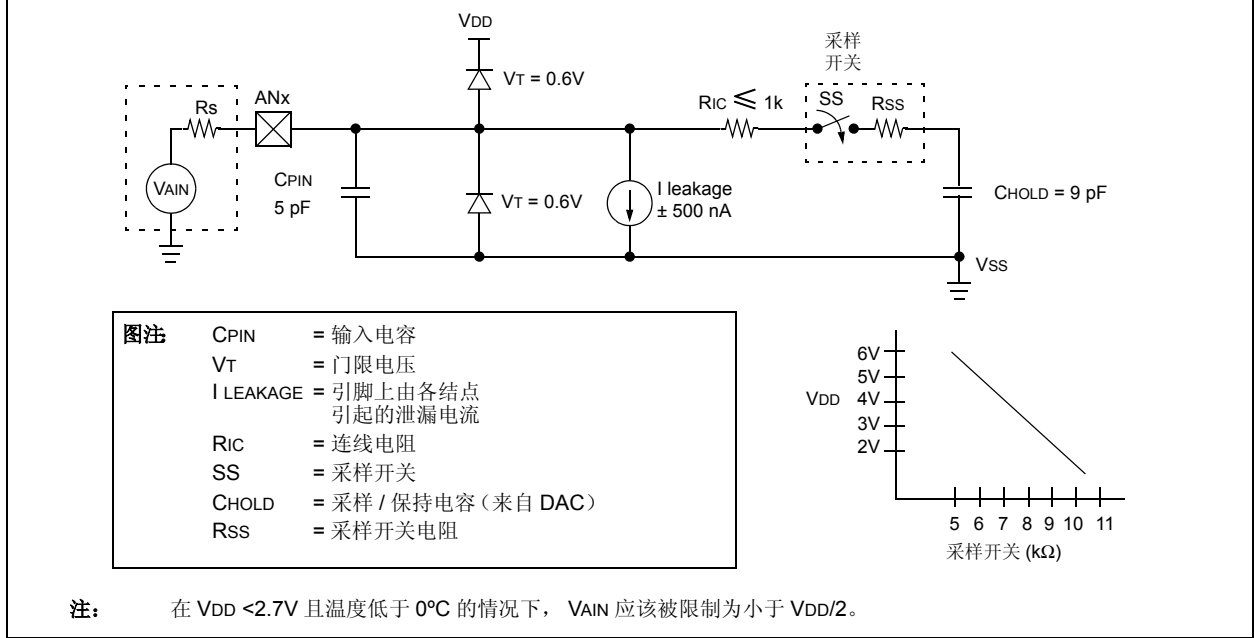 VDD
采样
开关
VT = 0.6V
Rs
ANx
RIC ≤ 1k
SS
RSS
VAIN
CPIN
5 pF
VT = 0.6V
I leakage
± 500 nA
CHOLD = 9 pF
VSS
图注:
CPIN = 输入电容
VT = 门限电压
I LEAKAGE = 引脚上由各结点
引起的泄漏电流
RIC = 连线电阻
SS = 采样开关
CHOLD = 采样 / 保持电容（来自 DAC）
RSS = 采样开关电阻
6V
5V
VDD 4V
3V
2V
5 6 7 8 9 10 11
采样开关 (kΩ)
注: 在 VDD <2.7V 且温度低于 0ºC 的情况下， VAIN 应该被限制为小于 VDD/2。